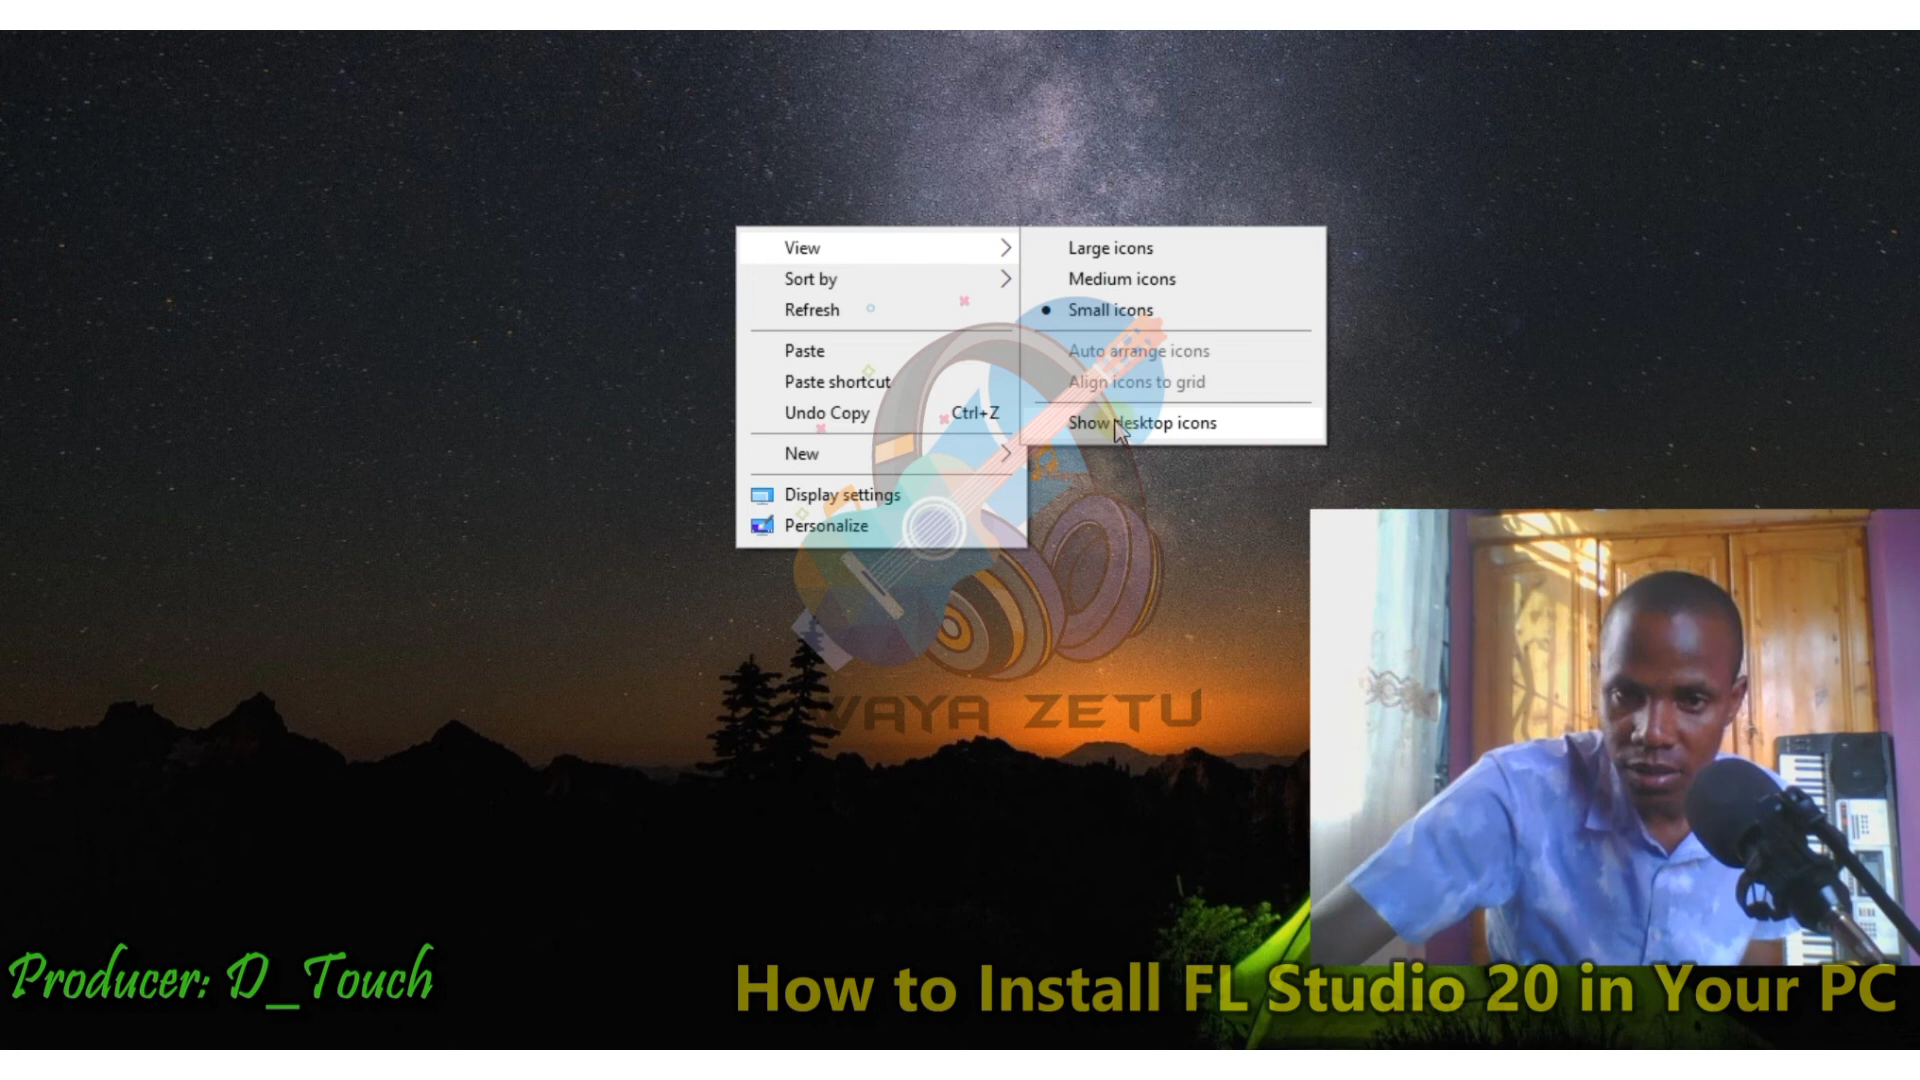 View
Sort by
Refresh
Paste
Paste shortcut
Undo Copy Ctrl+Z
New
Display settings
Personalize
Large icons
Medium icons
Small icons
Auto arrange icons
Align icons to grid
Show desktop icons
WAYA ZETU
Producer: D_Touch
How to Install FL Studio 20 in Your PC